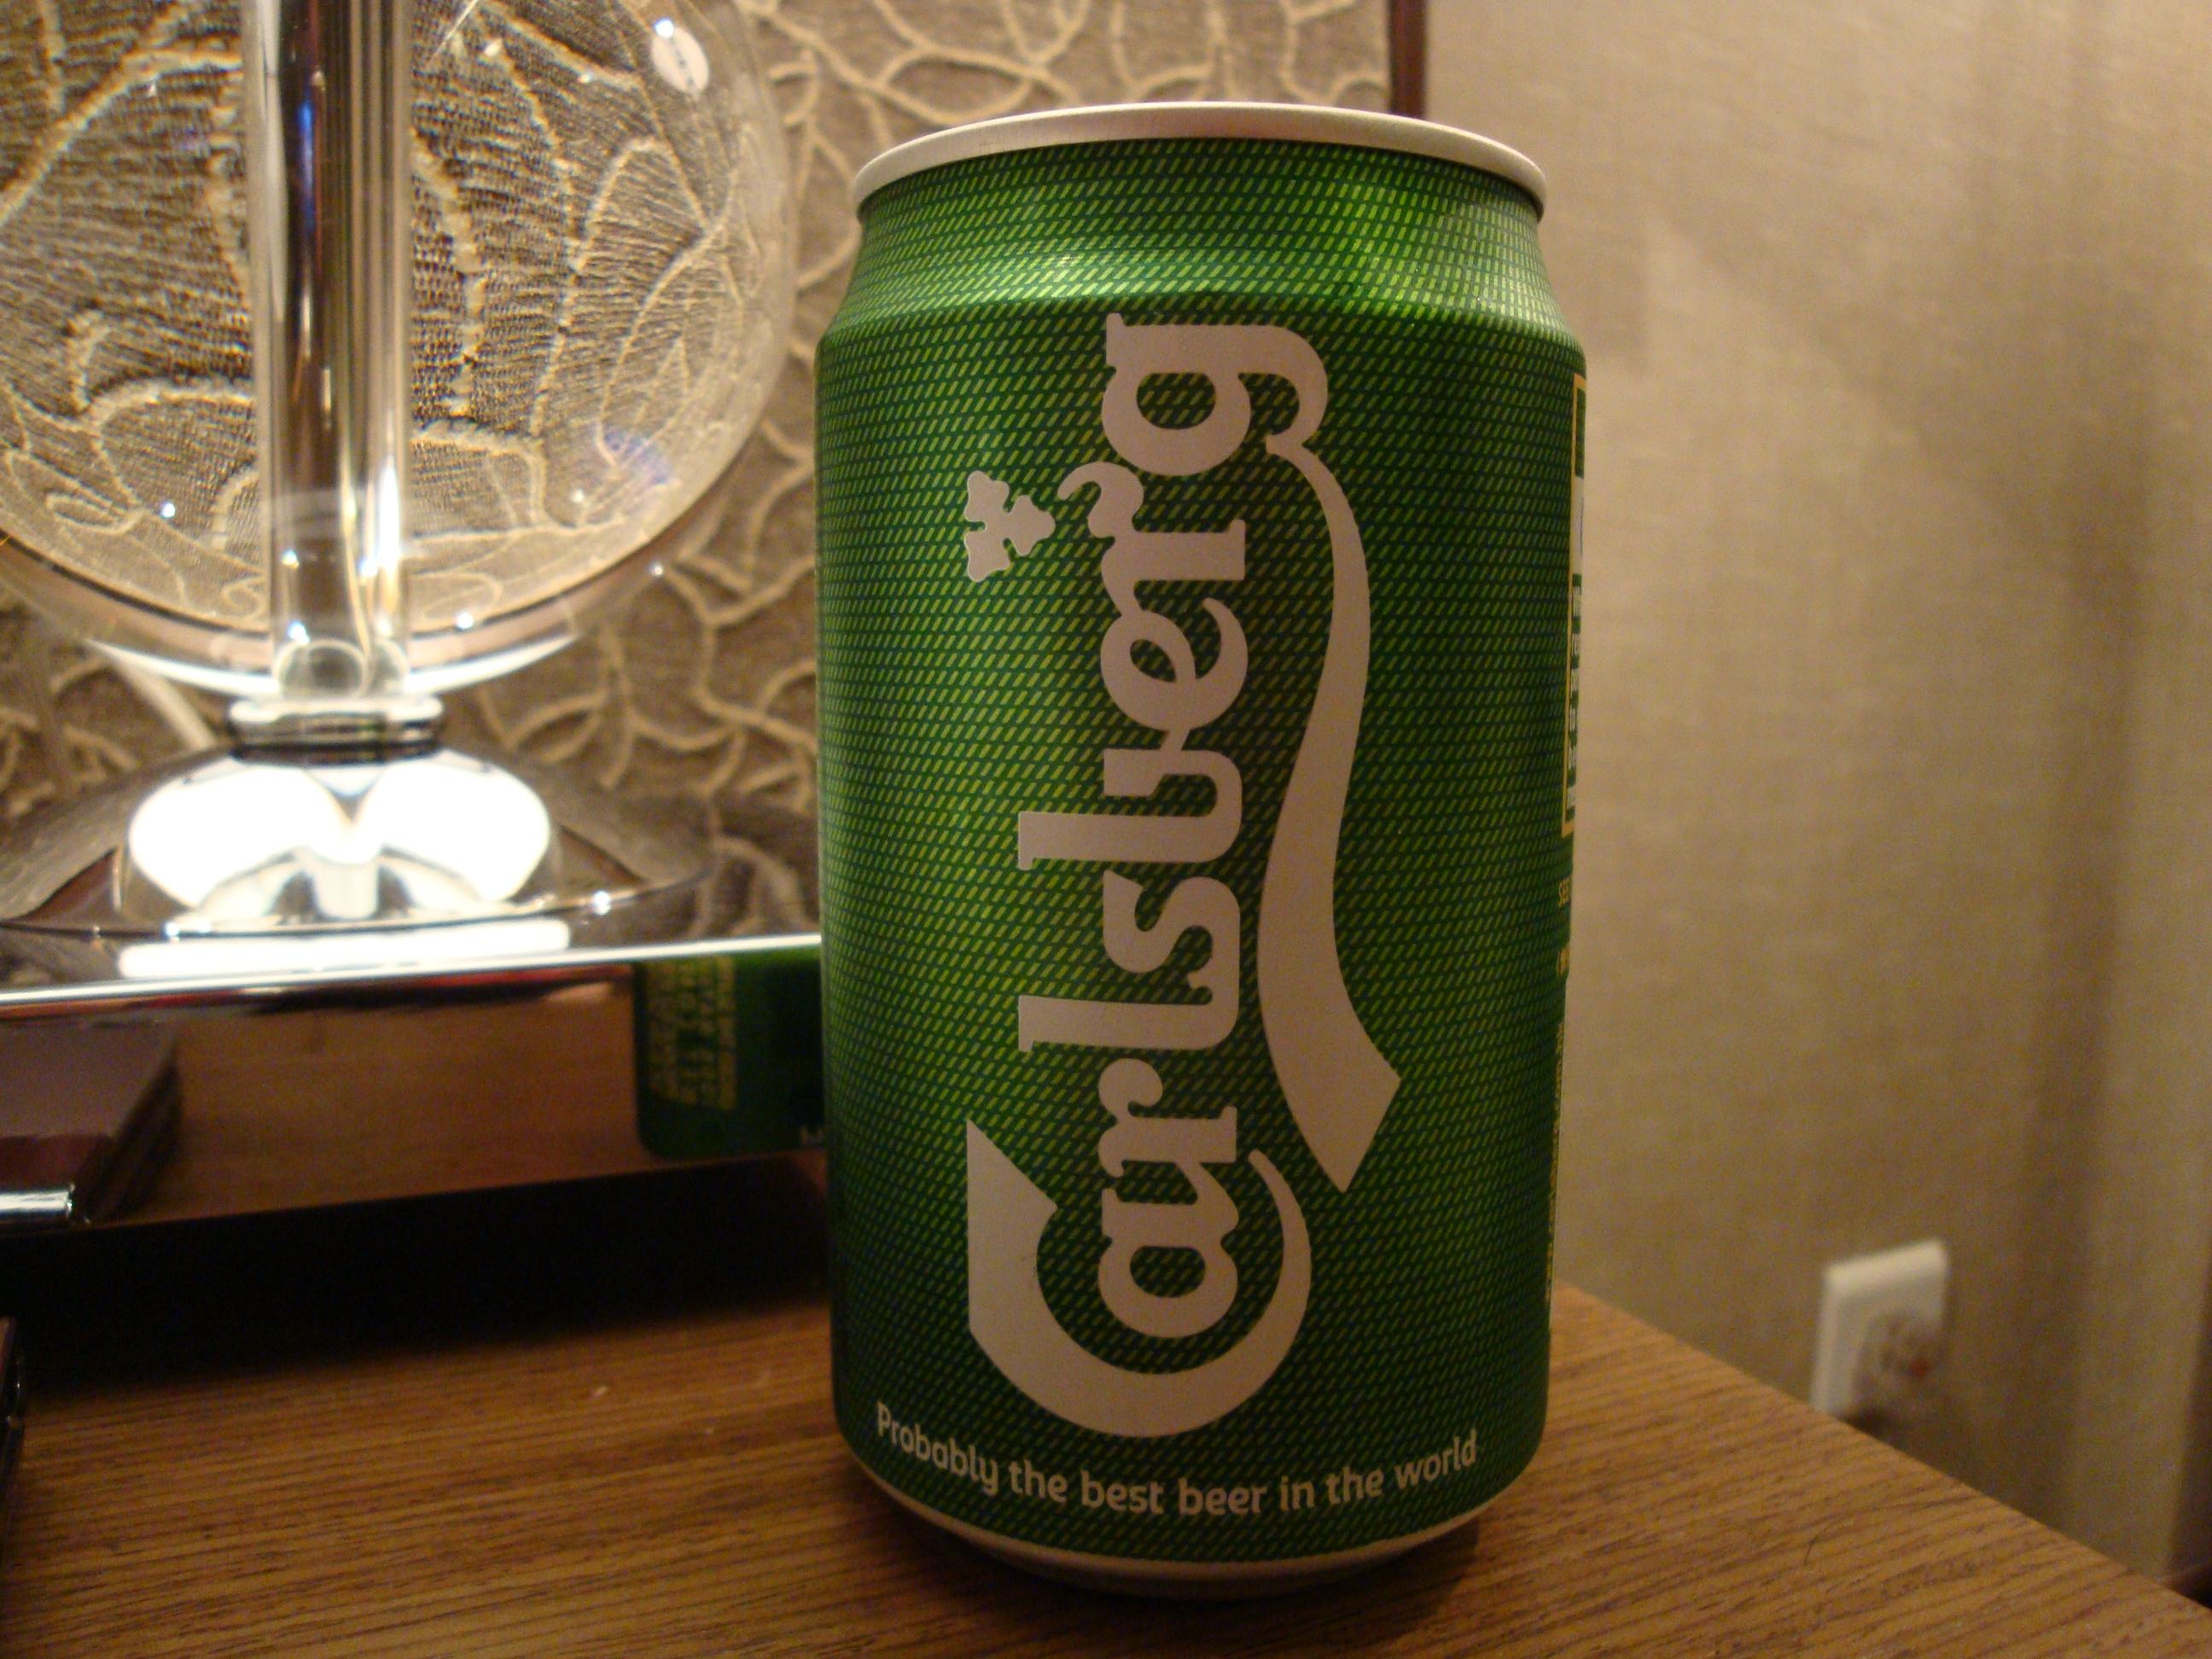 Carlsberg
Probably the best beer in the world